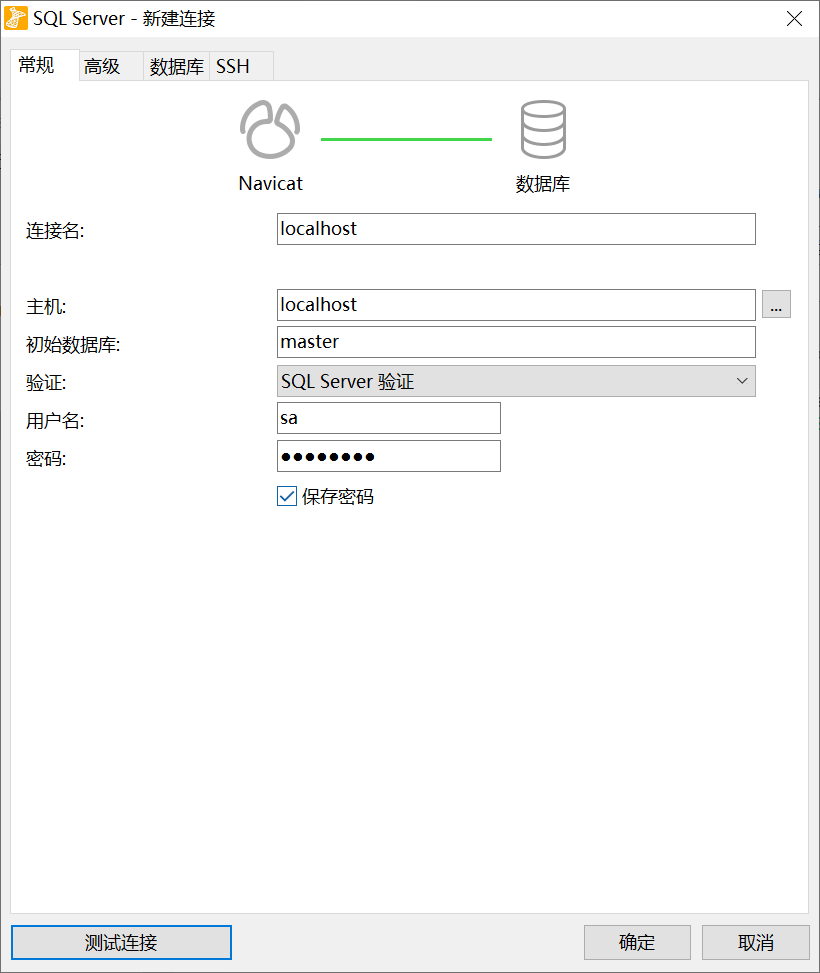 SQL Server - 新建连接
常规 高级 数据库 SSH
Navicat 数据库
连接名: localhost
主机: localhost ...
初始数据库: master
验证: SQL Server 验证
用户名: sa
密码: ●●●●●●●●
保存密码
测试连接 确定 取消